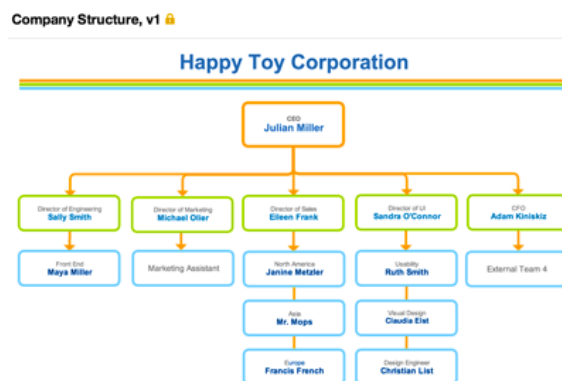 Company Structure, v1
Happy Toy Corporation
CEO
Julian Miller
Director of Engineering
Sally Smith
Director of Marketing
Michael Olier
Director of Sales
Eileen Frank
Director of UI
Sandra O'Connor
CFO
Adam Kiniskiz
Front End
Maya Miller
Marketing Assistant
North America
Janine Metzler
Usability
Ruth Smith
External Team 4
Asia
Mr. Mops
Visual Design
Claudia Elst
Europe
Francis French
Design Engineer
Christian List